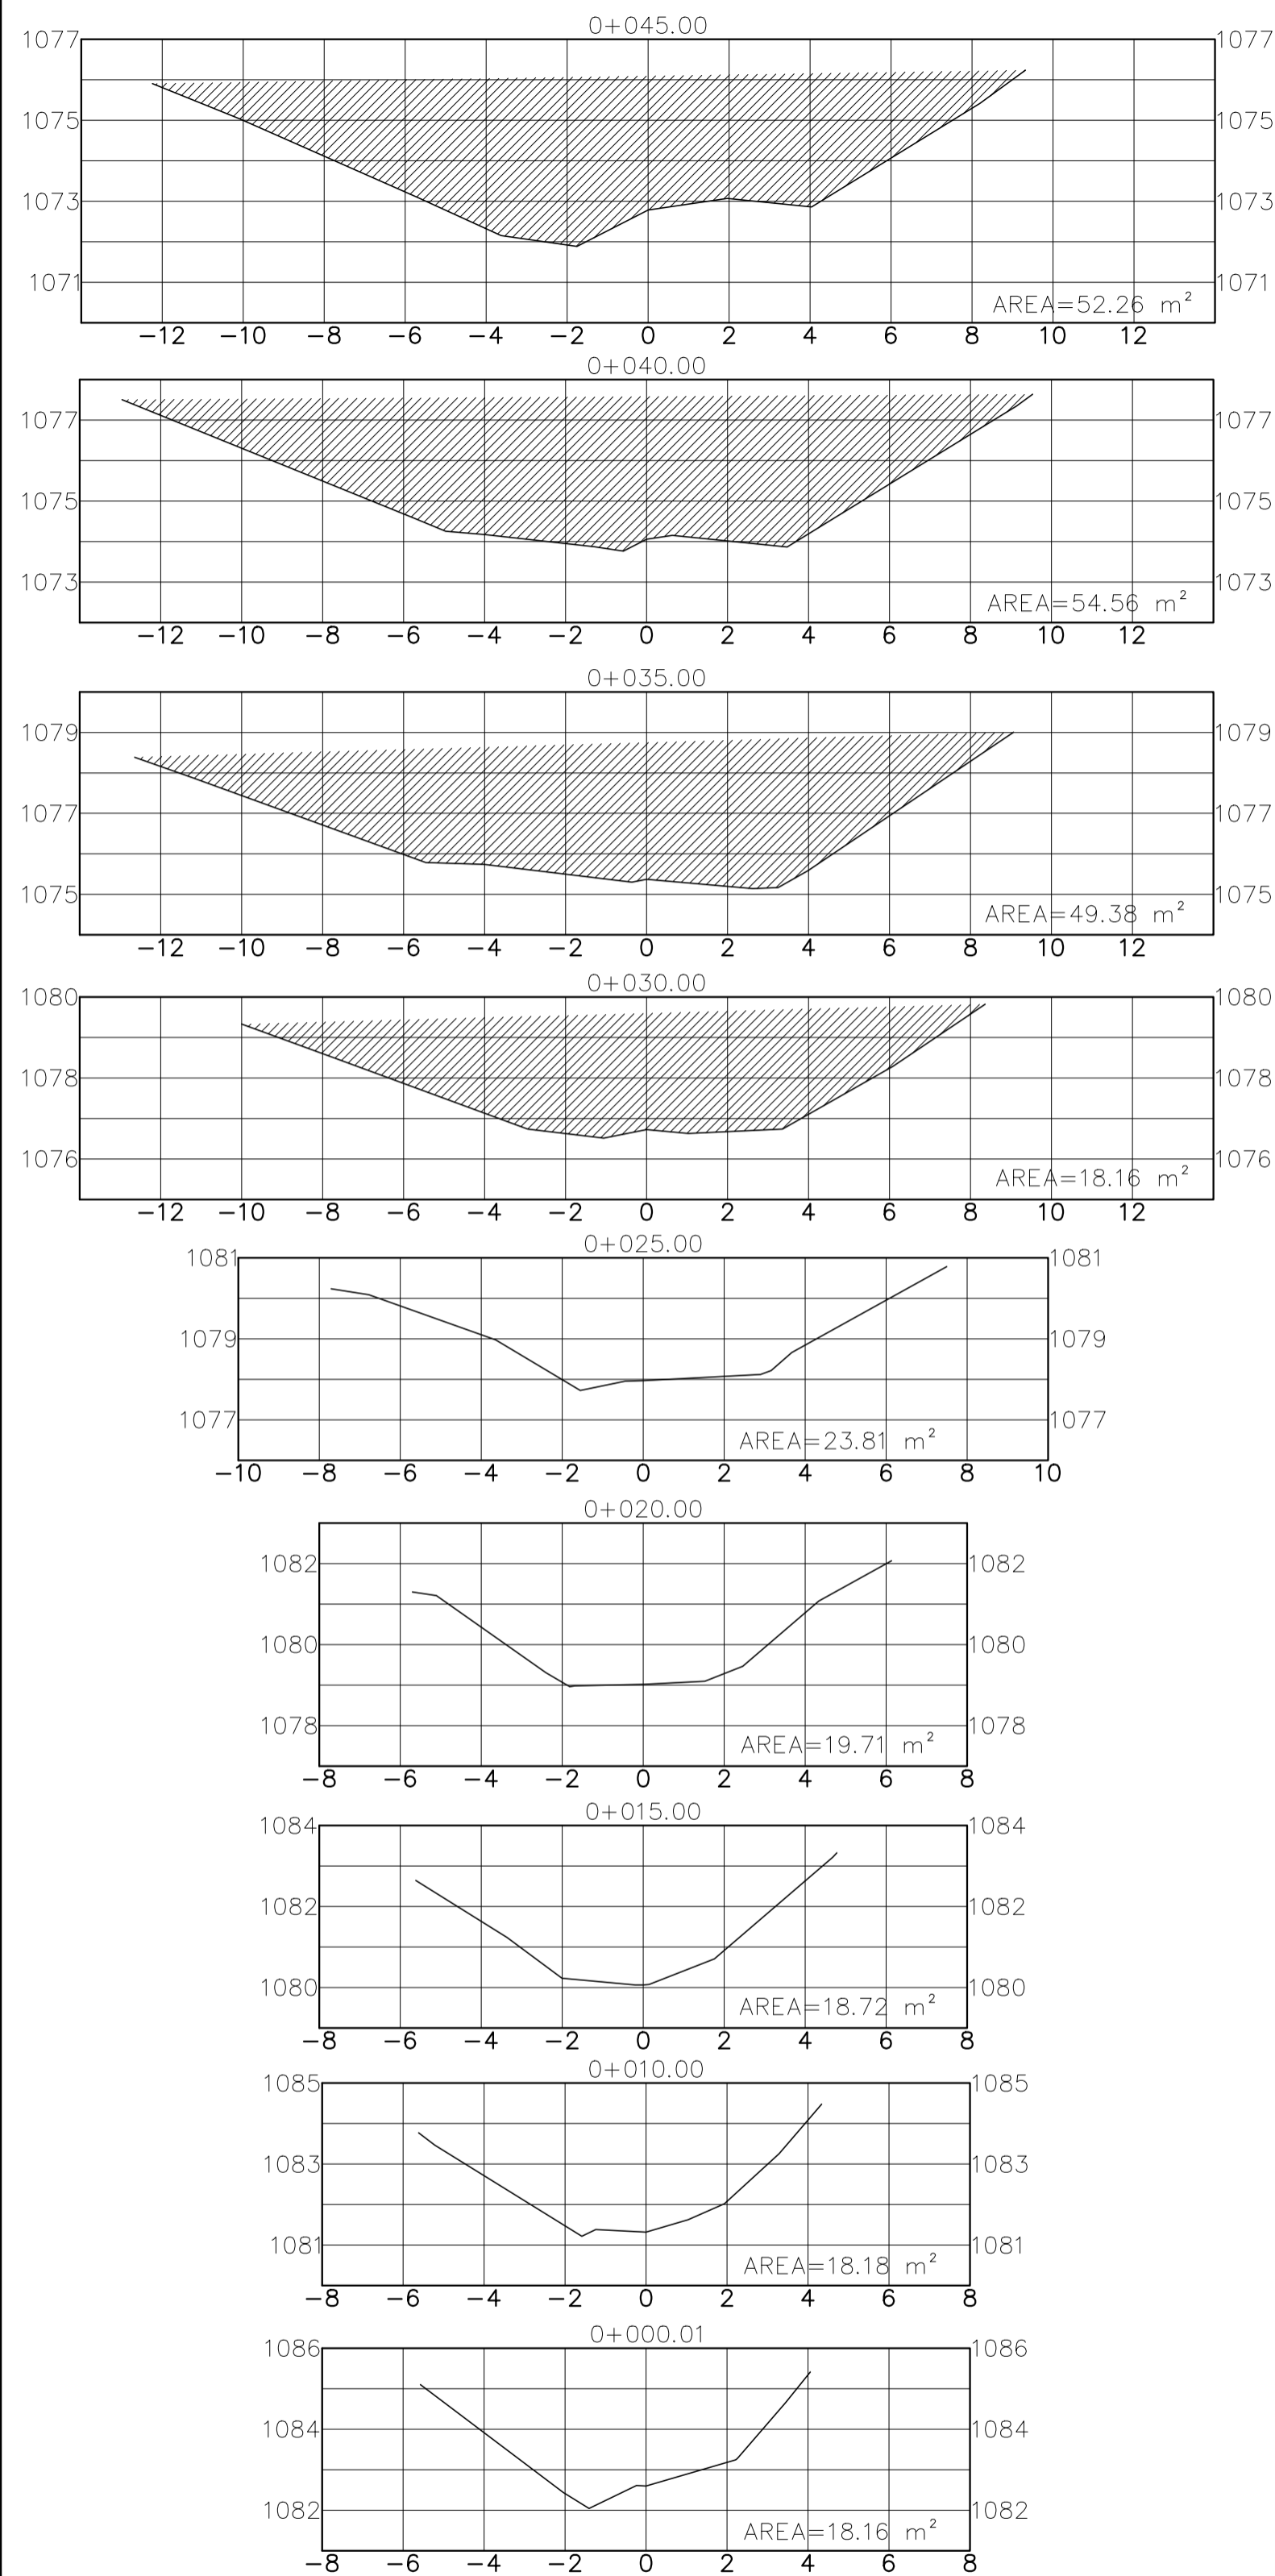 0+045.00
1077 1077
1075 1075
1073 1073
1071 1071
AREA=52.26 m²
−12 −10 −8 −6 −4 −2 0 2 4 6 8 10 12
0+040.00
1077 1077
1075 1075
1073 1073
AREA=54.56 m²
−12 −10 −8 −6 −4 −2 0 2 4 6 8 10 12
0+035.00
1079 1079
1077 1077
1075 1075
AREA=49.38 m²
−12 −10 −8 −6 −4 −2 0 2 4 6 8 10 12
0+030.00
1080 1080
1078 1078
1076 1076
AREA=18.16 m²
−12 −10 −8 −6 −4 −2 0 2 4 6 8 10 12
0+025.00
1081 1081
1079 1079
1077 1077
AREA=23.81 m²
−10 −8 −6 −4 −2 0 2 4 6 8 10
0+020.00
1082 1082
1080 1080
1078 1078
AREA=19.71 m²
−8 −6 −4 −2 0 2 4 6 8
0+015.00
1084 1084
1082 1082
1080 1080
AREA=18.72 m²
−8 −6 −4 −2 0 2 4 6 8
0+010.00
1085 1085
1083 1083
1081 1081
AREA=18.18 m²
−8 −6 −4 −2 0 2 4 6 8
0+000.01
1086 1086
1084 1084
1082 1082
AREA=18.16 m²
−8 −6 −4 −2 0 2 4 6 8